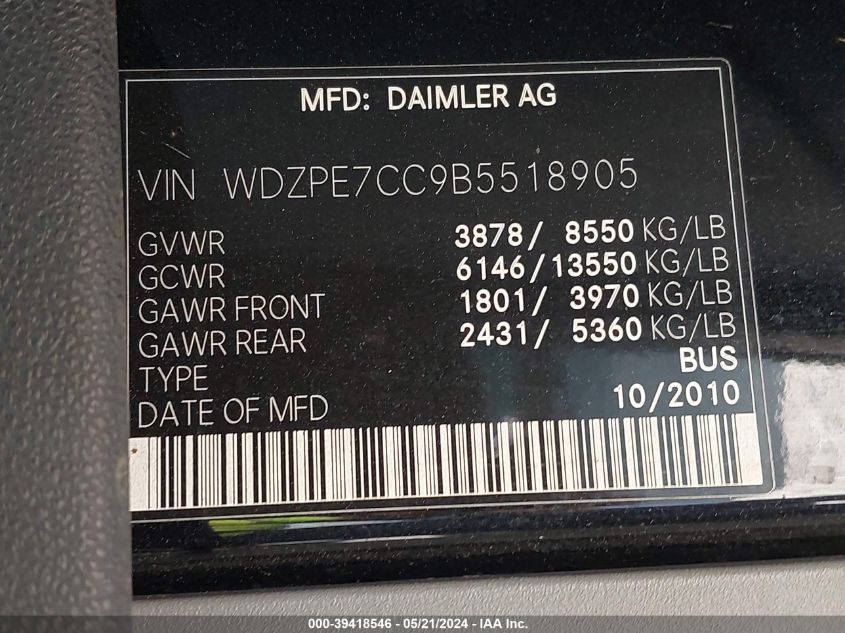 MFD: DAIMLER AG
VIN WDZPE7CC9B5518905
GVWR 3878/ 8550 KG/LB
GCWR 6146/13550 KG/LB
GAWR FRONT 1801/ 3970 KG/LB
GAWR REAR 2431/ 5360 KG/LB
TYPE BUS
DATE OF MFD 10/2010
000-39418546 - 05/21/2024 - IAA Inc.